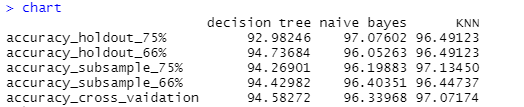 > chart
decision tree naive bayes KNN
accuracy_holdout_75% 92.98246 97.07602 96.49123
accuracy_holdout_66% 94.73684 96.05263 96.49123
accuracy_subsample_75% 94.26901 96.19883 97.13450
accuracy_subsample_66% 94.42982 96.40351 96.44737
accuracy_cross_vaidation 94.58272 96.33968 97.07174